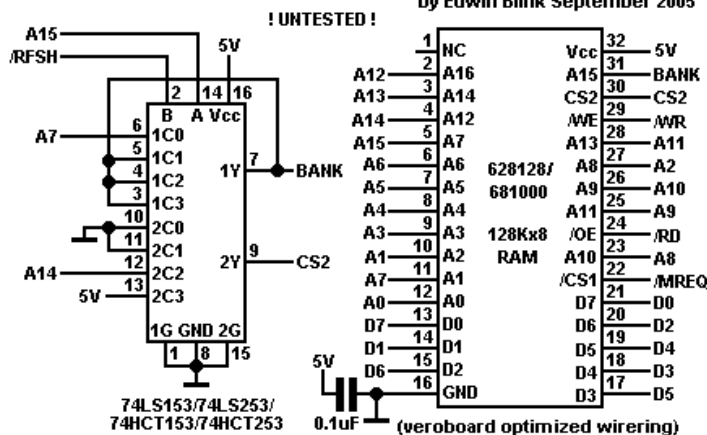 by Edwin Blink September 2005
! UNTESTED !
A15
/RFSH
5V
2
14
16
B
A
Vcc
A7
6
1C0
5
1C1
4
1C2
3
1C3
10
2C0
11
2C1
A14
12
2C2
5V
13
2C3
1Y
7
BANK
2Y
9
CS2
1G
GND
2G
1
8
15
74LS153/74LS253/
74HCT153/74HCT253
1
NC
A12
2
A16
A13
3
A14
A14
4
A12
A15
5
A7
A6
6
A6
A5
7
A5
A4
8
A4
A3
9
A3
A1
10
A2
A7
11
A1
A0
12
A0
D7
13
D0
D1
14
D1
D6
15
D2
16
GND
5V
0.1uF
628128/
681000
128Kx8
RAM
Vcc
32
5V
A15
31
BANK
CS2
30
CS2
/WE
29
/WR
A13
28
A11
A8
27
A2
A9
26
A10
A11
25
A9
/OE
24
/RD
A10
23
A8
/CS1
22
/MREQ
D7
21
D0
D6
20
D2
D5
19
D4
D4
18
D3
D3
17
D5
(veroboard optimized wirering)